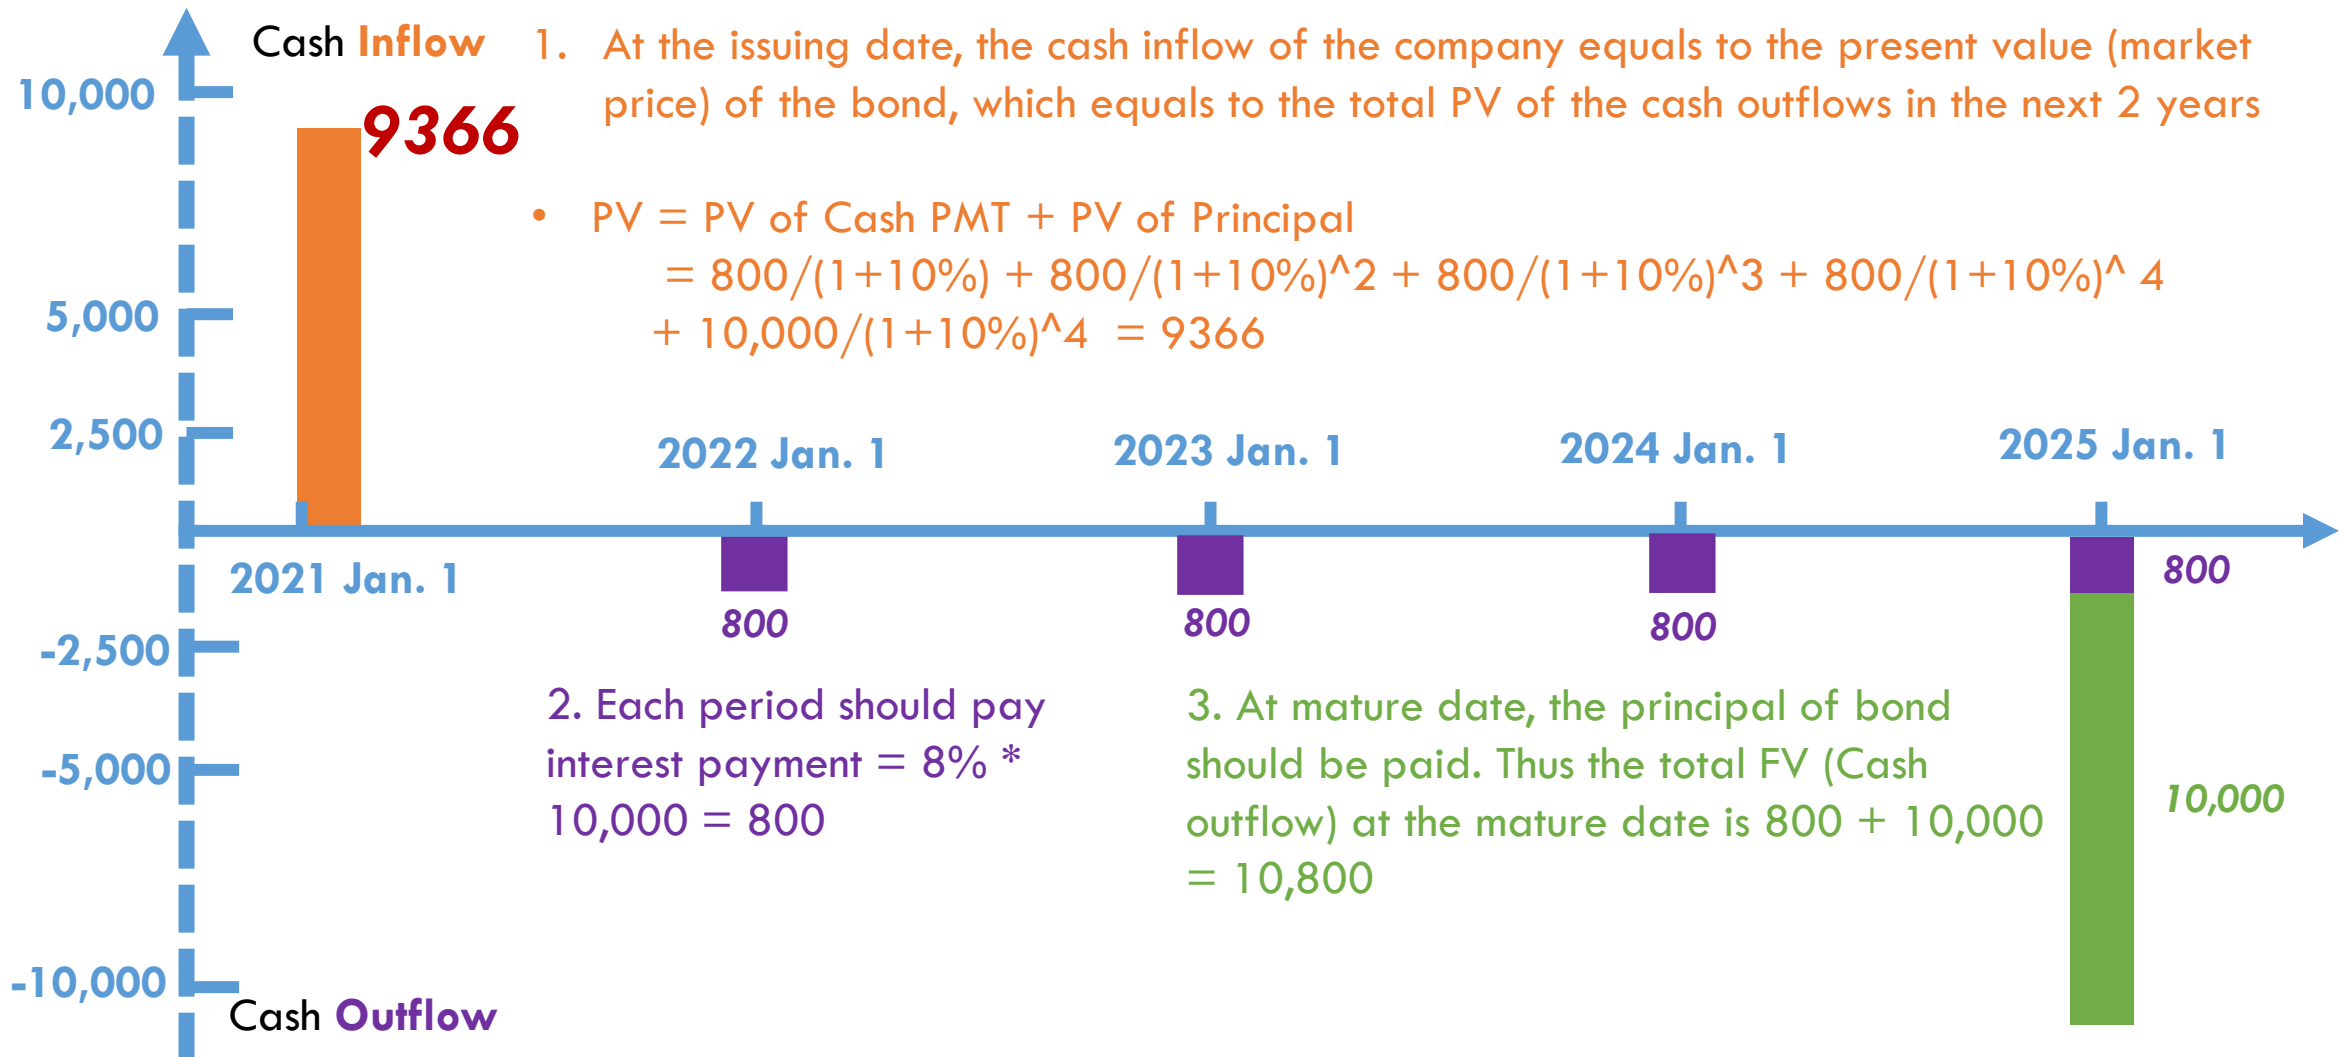 Cash Inflow
1. At the issuing date, the cash inflow of the company equals to the present value (market
price) of the bond, which equals to the total PV of the cash outflows in the next 2 years
10,000
9366
• PV = PV of Cash PMT + PV of Principal
= 800/(1+10%) + 800/(1+10%)^2 + 800/(1+10%)^3 + 800/(1+10%)^ 4
+ 10,000/(1+10%)^4 = 9366
5,000
2,500
2022 Jan. 1
2023 Jan. 1
2024 Jan. 1
2025 Jan. 1
2021 Jan. 1
800
800
800
800
-2,500
2. Each period should pay
interest payment = 8% *
10,000 = 800
3. At mature date, the principal of bond
should be paid. Thus the total FV (Cash
outflow) at the mature date is 800 + 10,000
= 10,800
-5,000
10,000
-10,000
Cash Outflow